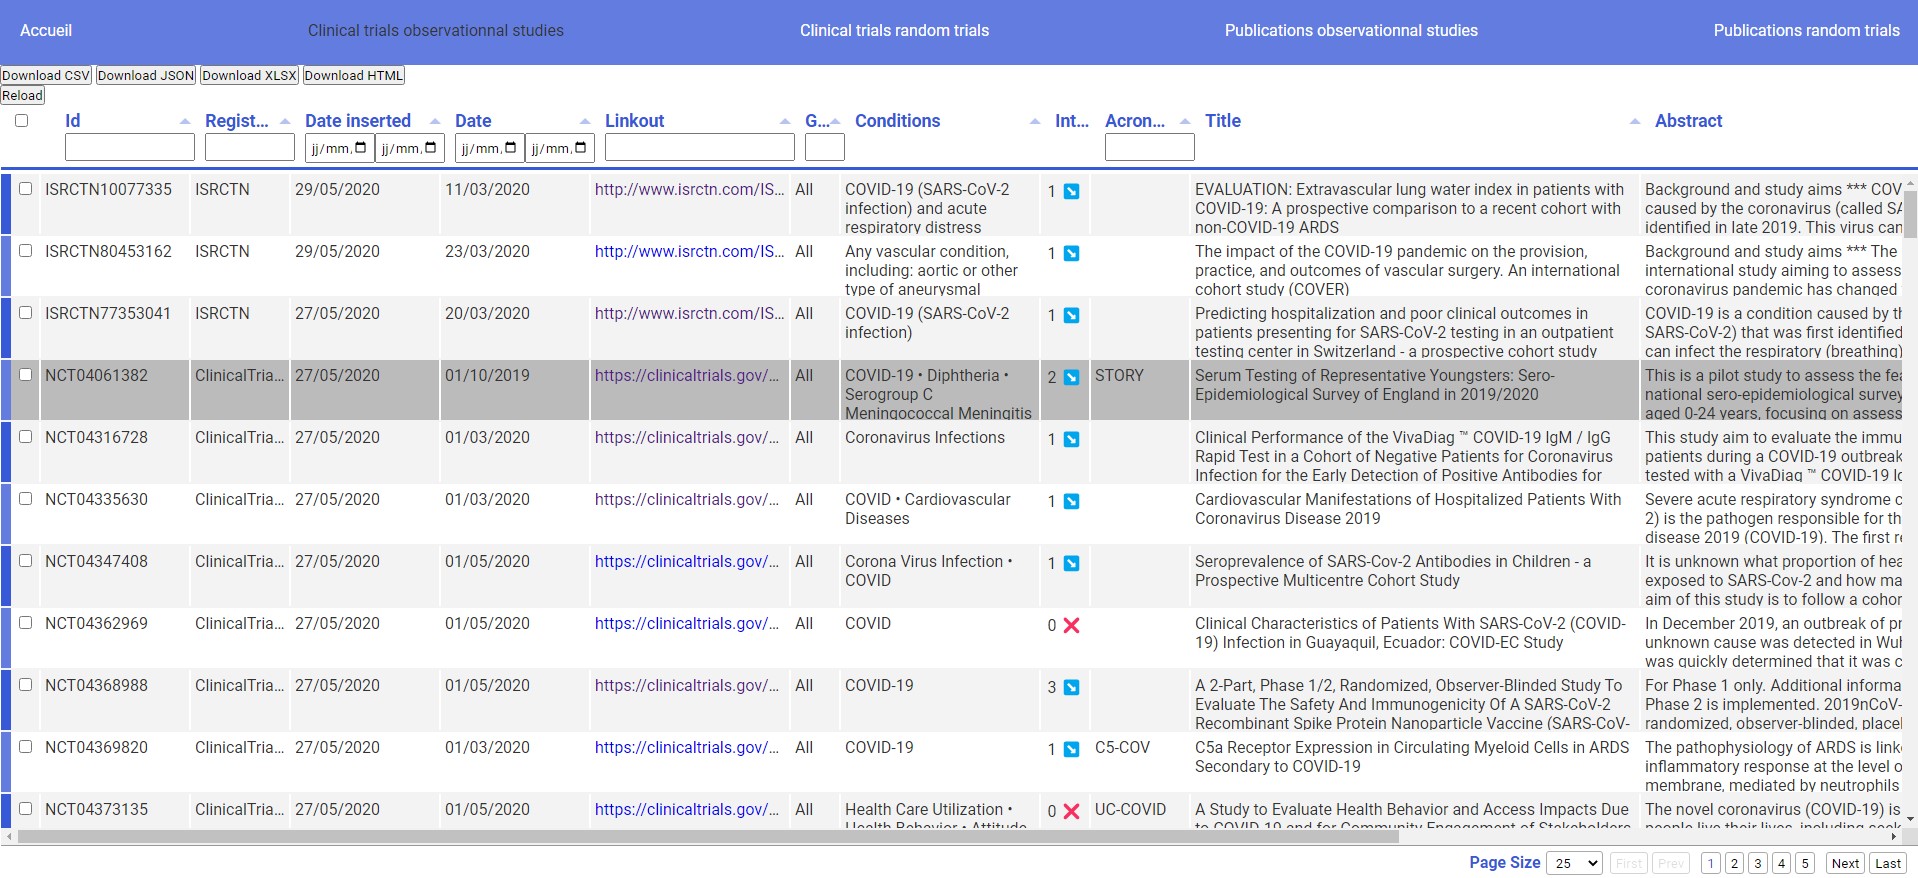 Accueil Clinical trials observationnal studies Clinical trials random trials Publications observationnal studies Publications random trials
Download CSV Download JSON Download XLSX Download HTML
Reload
Id Regist... Date inserted Date Linkout G... Conditions Int... Acron... Title Abstract
jj/mm, jj/mm, jj/mm, jj/mm,
ISRCTN10077335 ISRCTN 29/05/2020 11/03/2020 http://www.isrctn.com/IS... All COVID-19 (SARS-CoV-2 1 EVALUATION: Extravascular lung water index in patients with Background and study aims *** COV
infection) and acute COVID-19: A prospective comparison to a recent cohort with caused by the coronavirus (called SA
respiratory distress non-COVID-19 ARDS identified in late 2019. This virus can
ISRCTN80453162 ISRCTN 29/05/2020 23/03/2020 http://www.isrctn.com/IS... All Any vascular condition, 1 The impact of the COVID-19 pandemic on the provision, Background and study aims *** The
including: aortic or other practice, and outcomes of vascular surgery. An international international study aiming to assess
type of aneurysmal cohort study (COVER) coronavirus pandemic has changed
ISRCTN77353041 ISRCTN 27/05/2020 20/03/2020 http://www.isrctn.com/IS... All COVID-19 (SARS-CoV-2 1 Predicting hospitalization and poor clinical outcomes in COVID-19 is a condition caused by th
infection) patients presenting for SARS-CoV-2 testing in an outpatient SARS-CoV-2) that was first identified
testing center in Switzerland - a prospective cohort study can infect the respiratory (breathing)
NCT04061382 ClinicalTria... 27/05/2020 01/10/2019 https://clinicaltrials.gov/... All COVID-19 • Diphtheria • 2 STORY Serum Testing of Representative Youngsters: Sero- This is a pilot study to assess the fea
Serogroup C Epidemiological Survey of England in 2019/2020 national sero-epidemiological survey
Meningococcal Meningitis aged 0-24 years, focusing on assess
NCT04316728 ClinicalTria... 27/05/2020 01/03/2020 https://clinicaltrials.gov/... All Coronavirus Infections 1 Clinical Performance of the VivaDiag ™ COVID-19 IgM / IgG This study aim to evaluate the immu
Rapid Test in a Cohort of Negative Patients for Coronavirus patients during a COVID-19 outbreak
Infection for the Early Detection of Positive Antibodies for tested with a VivaDiag ™ COVID-19 Ig
NCT04335630 ClinicalTria... 27/05/2020 01/03/2020 https://clinicaltrials.gov/... All COVID • Cardiovascular 1 Cardiovascular Manifestations of Hospitalized Patients With Severe acute respiratory syndrome c
Diseases Coronavirus Disease 2019 2) is the pathogen responsible for th
disease 2019 (COVID-19). The first re
NCT04347408 ClinicalTria... 27/05/2020 01/05/2020 https://clinicaltrials.gov/... All Corona Virus Infection • 1 Seroprevalence of SARS-Cov-2 Antibodies in Children - a It is unknown what proportion of hea
COVID Prospective Multicentre Cohort Study exposed to SARS-Cov-2 and how ma
aim of this study is to follow a cohor
NCT04362969 ClinicalTria... 27/05/2020 01/05/2020 https://clinicaltrials.gov/... All COVID 0 Clinical Characteristics of Patients With SARS-CoV-2 (COVID- In December 2019, an outbreak of pr
19) Infection in Guayaquil, Ecuador: COVID-EC Study unknown cause was detected in Wuh
was quickly determined that it was c
NCT04368988 ClinicalTria... 27/05/2020 01/05/2020 https://clinicaltrials.gov/... All COVID-19 3 A 2-Part, Phase 1/2, Randomized, Observer-Blinded Study To For Phase 1 only. Additional informa
Evaluate The Safety And Immunogenicity Of A SARS-CoV-2 Phase 2 is implemented. 2019nCoV-
Recombinant Spike Protein Nanoparticle Vaccine (SARS-CoV- randomized, observer-blinded, place
NCT04369820 ClinicalTria... 27/05/2020 01/03/2020 https://clinicaltrials.gov/... All COVID-19 1 C5-COV C5a Receptor Expression in Circulating Myeloid Cells in ARDS The pathophysiology of ARDS is link
Secondary to COVID-19 inflammatory response at the level o
membrane, mediated by neutrophils
NCT04373135 ClinicalTria... 27/05/2020 01/05/2020 https://clinicaltrials.gov/... All Health Care Utilization • 0 UC-COVID A Study to Evaluate Health Behavior and Access Impacts Due The novel coronavirus (COVID-19) is
Health Behavior • Attitude to COVID-19 and for Community Engagement of Stakeholders people live their lives, including seek
Page Size 25 First Prev 1 2 3 4 5 Next Last